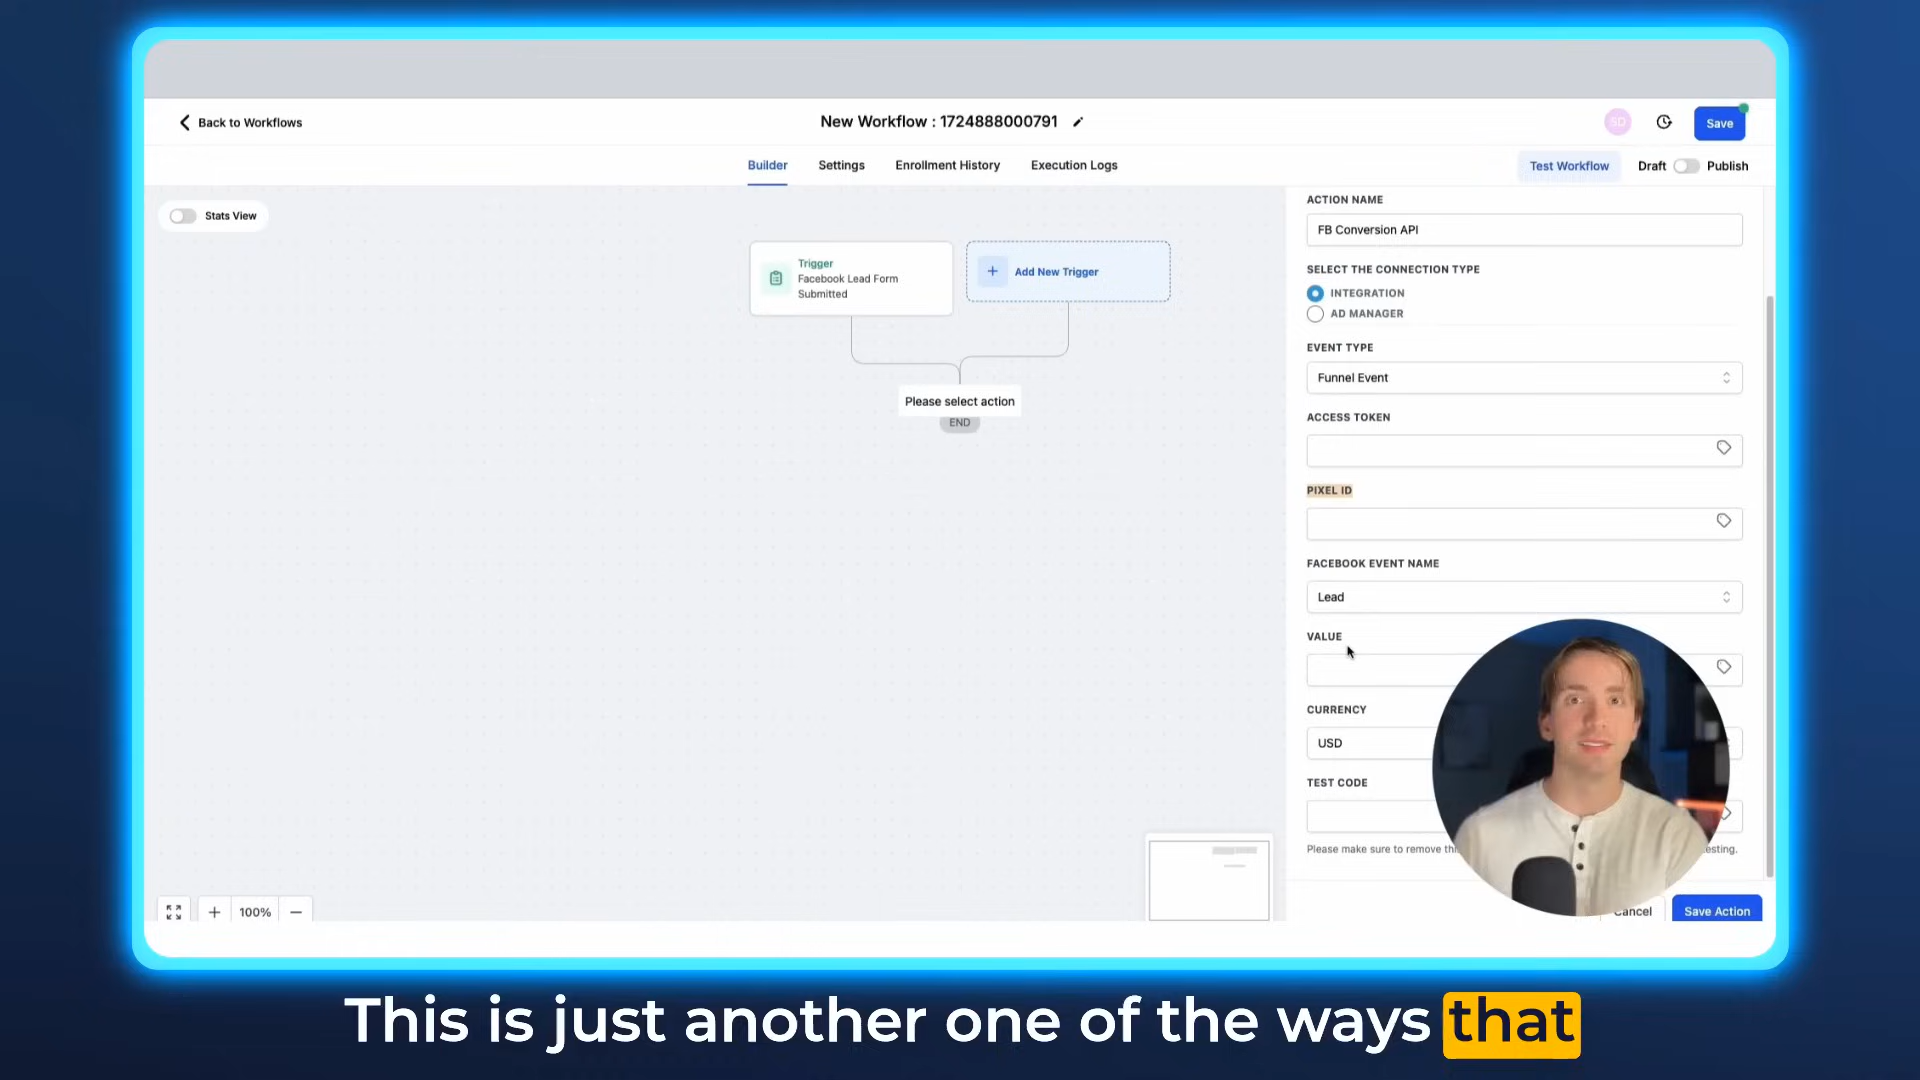 Back to Workflows
New Workflow : 1724888000791
SD
Save
Builder
Settings
Enrollment History
Execution Logs
Test Workflow
Draft
Publish
Stats View
Trigger
Facebook Lead Form
Submitted
Add New Trigger
Please select action
END
100%
ACTION NAME
FB Conversion API
SELECT THE CONNECTION TYPE
INTEGRATION
AD MANAGER
EVENT TYPE
Funnel Event
ACCESS TOKEN
PIXEL ID
FACEBOOK EVENT NAME
Lead
VALUE
CURRENCY
USD
TEST CODE
Please make sure to remove
Cancel
Save Action
This is just another one of the ways that